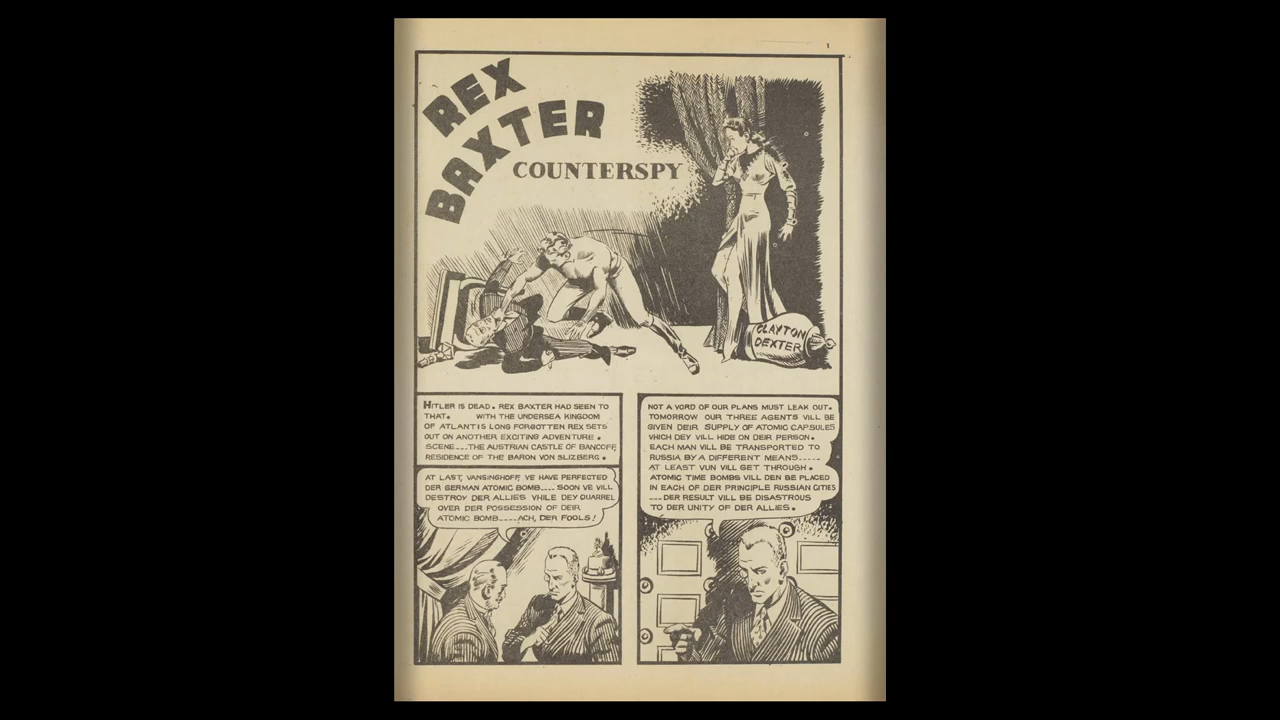 1
REX
BAXTER
COUNTERSPY
CLAYTON
DEXTER
HITLER IS DEAD. REX BAXTER HAD SEEN TO
THAT. WITH THE UNDERSEA KINGDOM
OF ATLANTIS LONG FORGOTTEN REX SETS
OUT ON ANOTHER EXCITING ADVENTURE.
SCENE---THE AUSTRIAN CASTLE OF BANCOFF,
RESIDENCE OF THE BARON VON SLIZBERG.
AT LAST, VANSINGHOFF, VE HAVE PERFECTED
DER GERMAN ATOMIC BOMB---- SOON VE VILL
DESTROY DER ALLIES VHILE DEY QUARREL
OVER DER POSSESSION OF DEIR
ATOMIC BOMB----ACH, DER FOOLS!
NOT A VORD OF OUR PLANS MUST LEAK OUT.
TOMORROW OUR THREE AGENTS VILL BE
GIVEN DEIR SUPPLY OF ATOMIC CAPSULES
VHICH DEY VILL HIDE ON DEIR PERSON.
EACH MAN VILL BE TRANSPORTED TO
RUSSIA BY A DIFFERENT MEANS-----
AT LEAST VUN VILL GET THROUGH.
ATOMIC TIME BOMBS VILL DEN BE PLACED
IN EACH OF DER PRINCIPLE RUSSIAN CITIES
---DER RESULT VILL BE DISASTROUS
TO DER UNITY OF DER ALLIES.